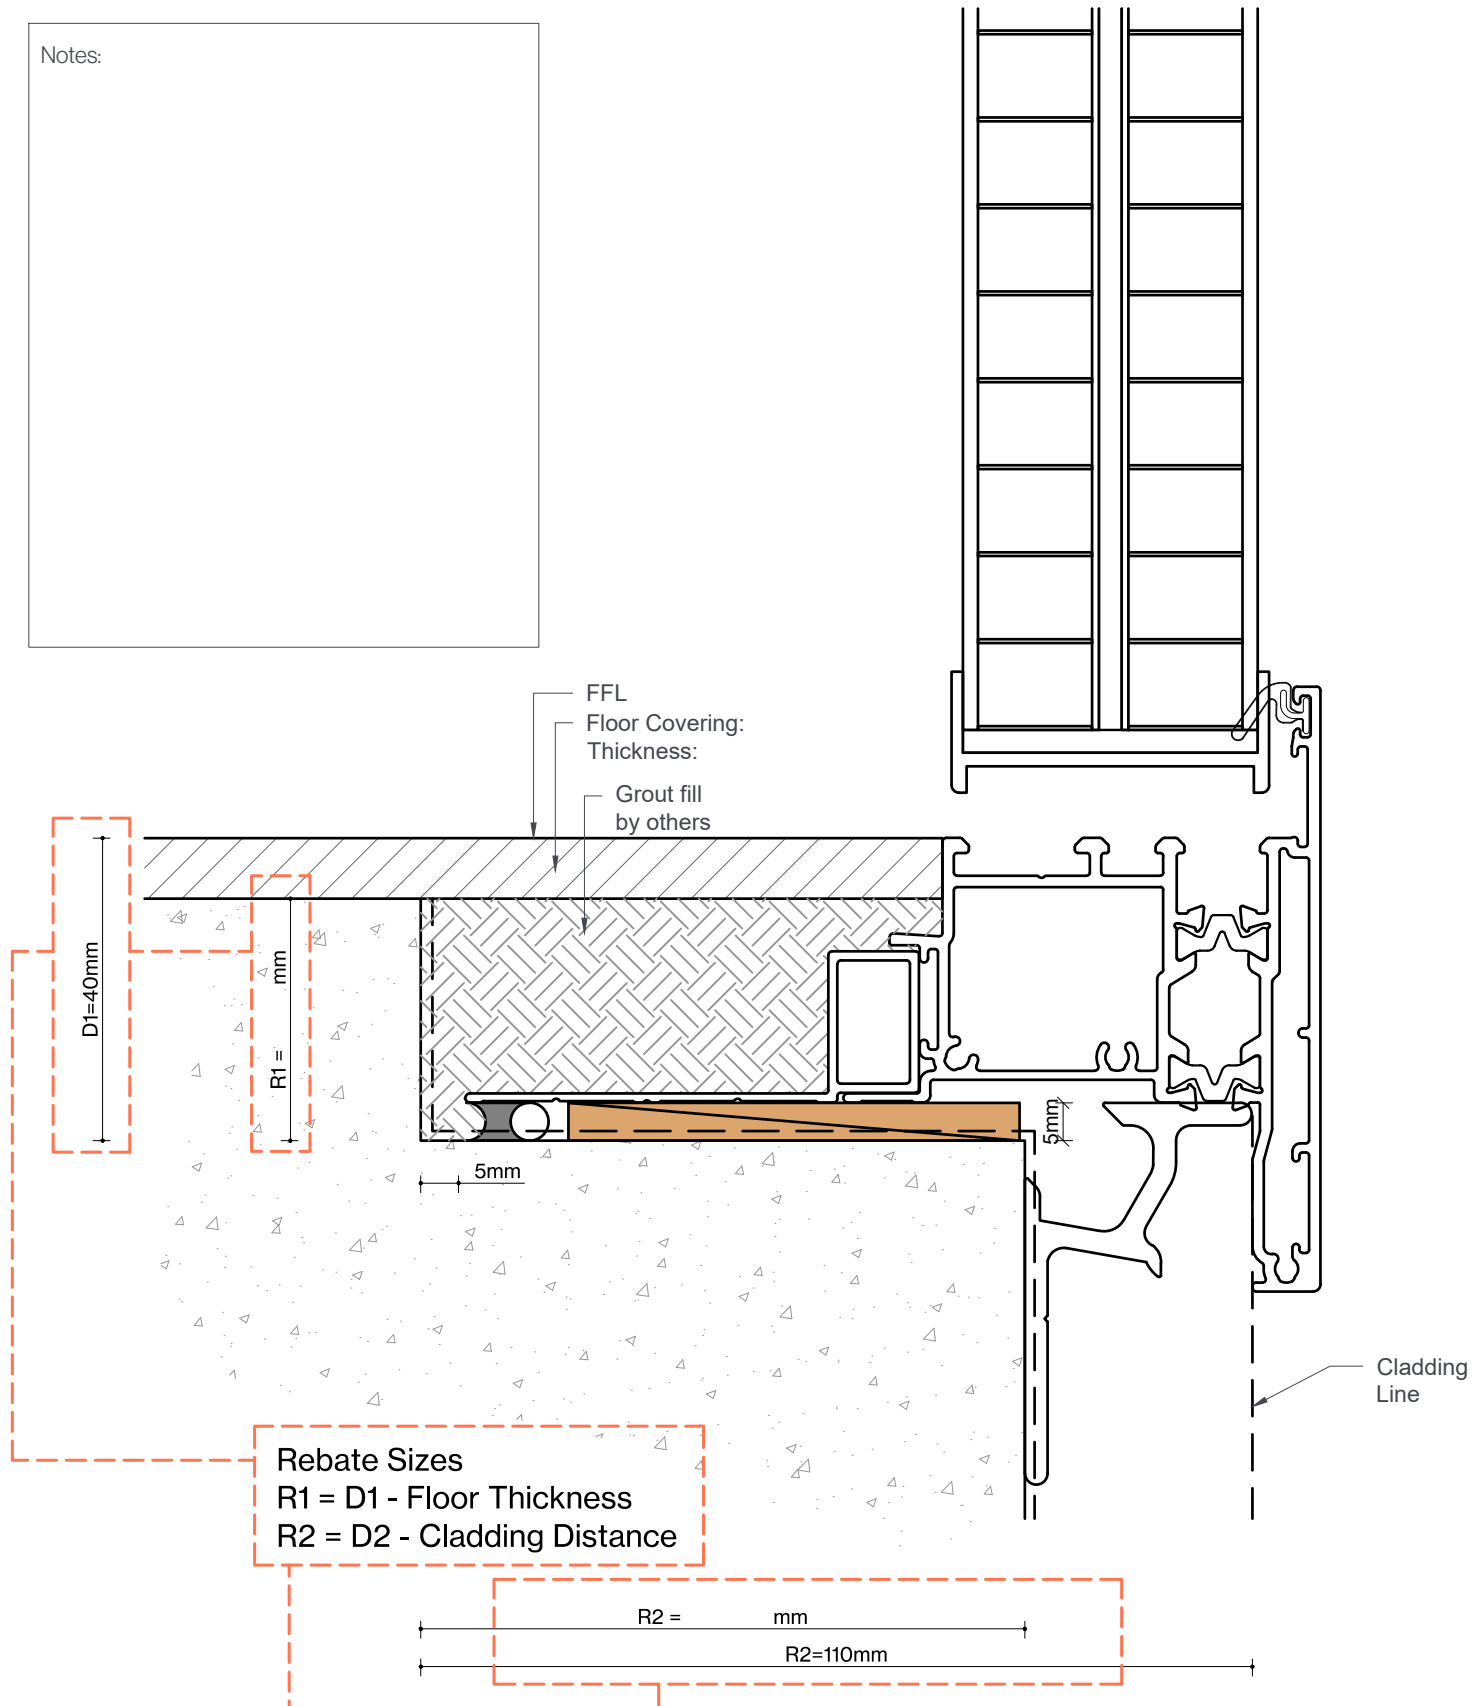 Notes:
FFL
Floor Covering:
Thickness:
Grout fill
by others
D1=40mm
R1 = mm
5mm
5mm
Cladding
Line
Rebate Sizes
R1 = D1 - Floor Thickness
R2 = D2 - Cladding Distance
R2 = mm
R2=110mm